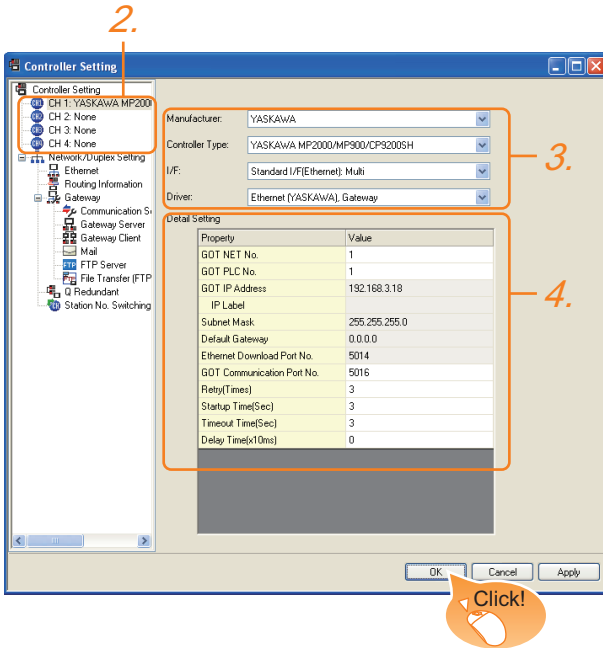 2.
Controller Setting
Controller Setting
CH 1: YASKAWA MP200
CH 2: None
CH 3: None
CH 4: None
Network/Duplex Setting
Ethernet
Routing Information
Gateway
Communication Se
Gateway Server
Gateway Client
Mail
FTP Server
File Transfer (FTP
Q Redundant
Station No. Switching
Manufacturer: YASKAWA
Controller Type: YASKAWA MP2000/MP900/CP9200SH
I/F: Standard I/F(Ethernet): Multi
Driver: Ethernet (YASKAWA), Gateway
3.
Detail Setting
Property Value
GOT NET No. 1
GOT PLC No. 1
GOT IP Address 192.168.3.18
IP Label
Subnet Mask 255.255.255.0
Default Gateway 0.0.0.0
Ethernet Download Port No. 5014
GOT Communication Port No. 5016
Retry(Times) 3
Startup Time(Sec) 3
Timeout Time(Sec) 3
Delay Time(x10ms) 0
4.
OK Cancel Apply
Click!